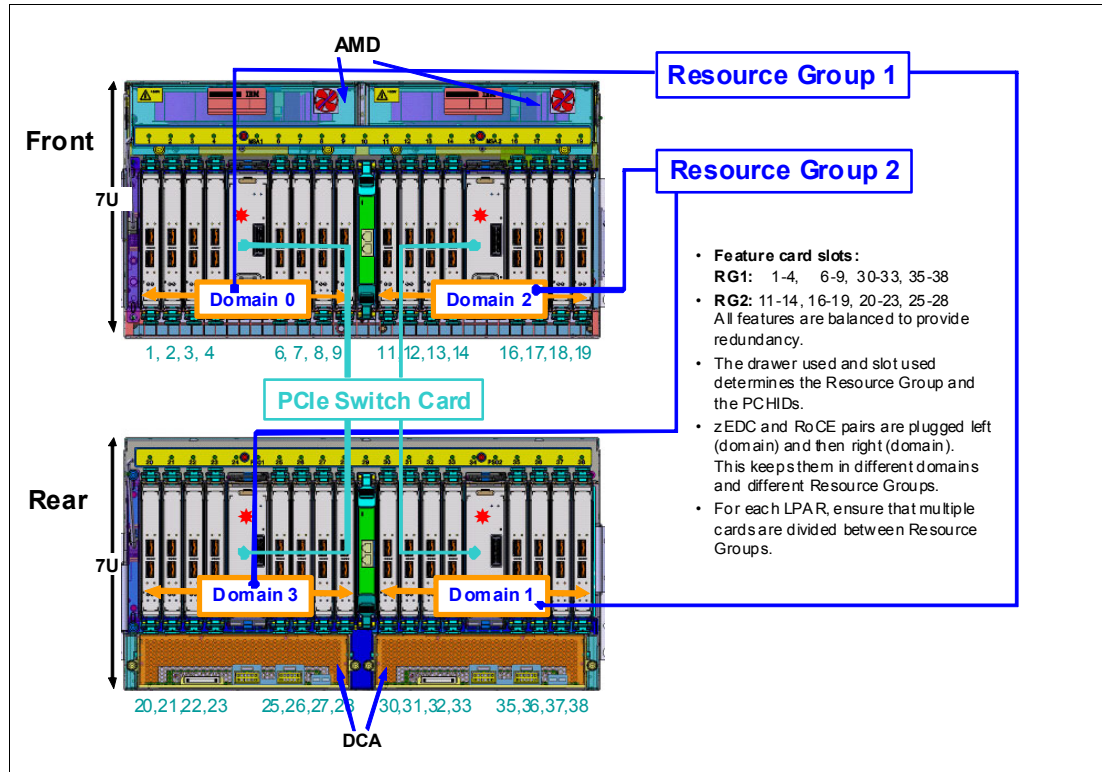 AMD
Resource Group 1
IBM
IBM
Front
7U
Resource Group 2
Domain 0
Domain 2
• Feature card slots:
RG1: 1-4, 6-9, 30-33, 35-38
• RG2: 11-14, 16-19, 20-23, 25-28
All features are balanced to provide
redundancy.
• The drawer used and slot used
determines the Resource Group and
the PCHIDs.
• zEDC and RoCE pairs are plugged left
(domain) and then right (domain).
This keeps them in different domains
and different Resource Groups.
• For each LPAR, ensure that multiple
cards are divided between Resource
Groups.
1, 2, 3, 4
6, 7, 8, 9
11,12,13,14
16,17,18,19
PCIe Switch Card
Rear
7U
Domain 3
Domain 1
20,21,22,23
25,26,27,28
30,31,32,33
35,36,37,38
DCA